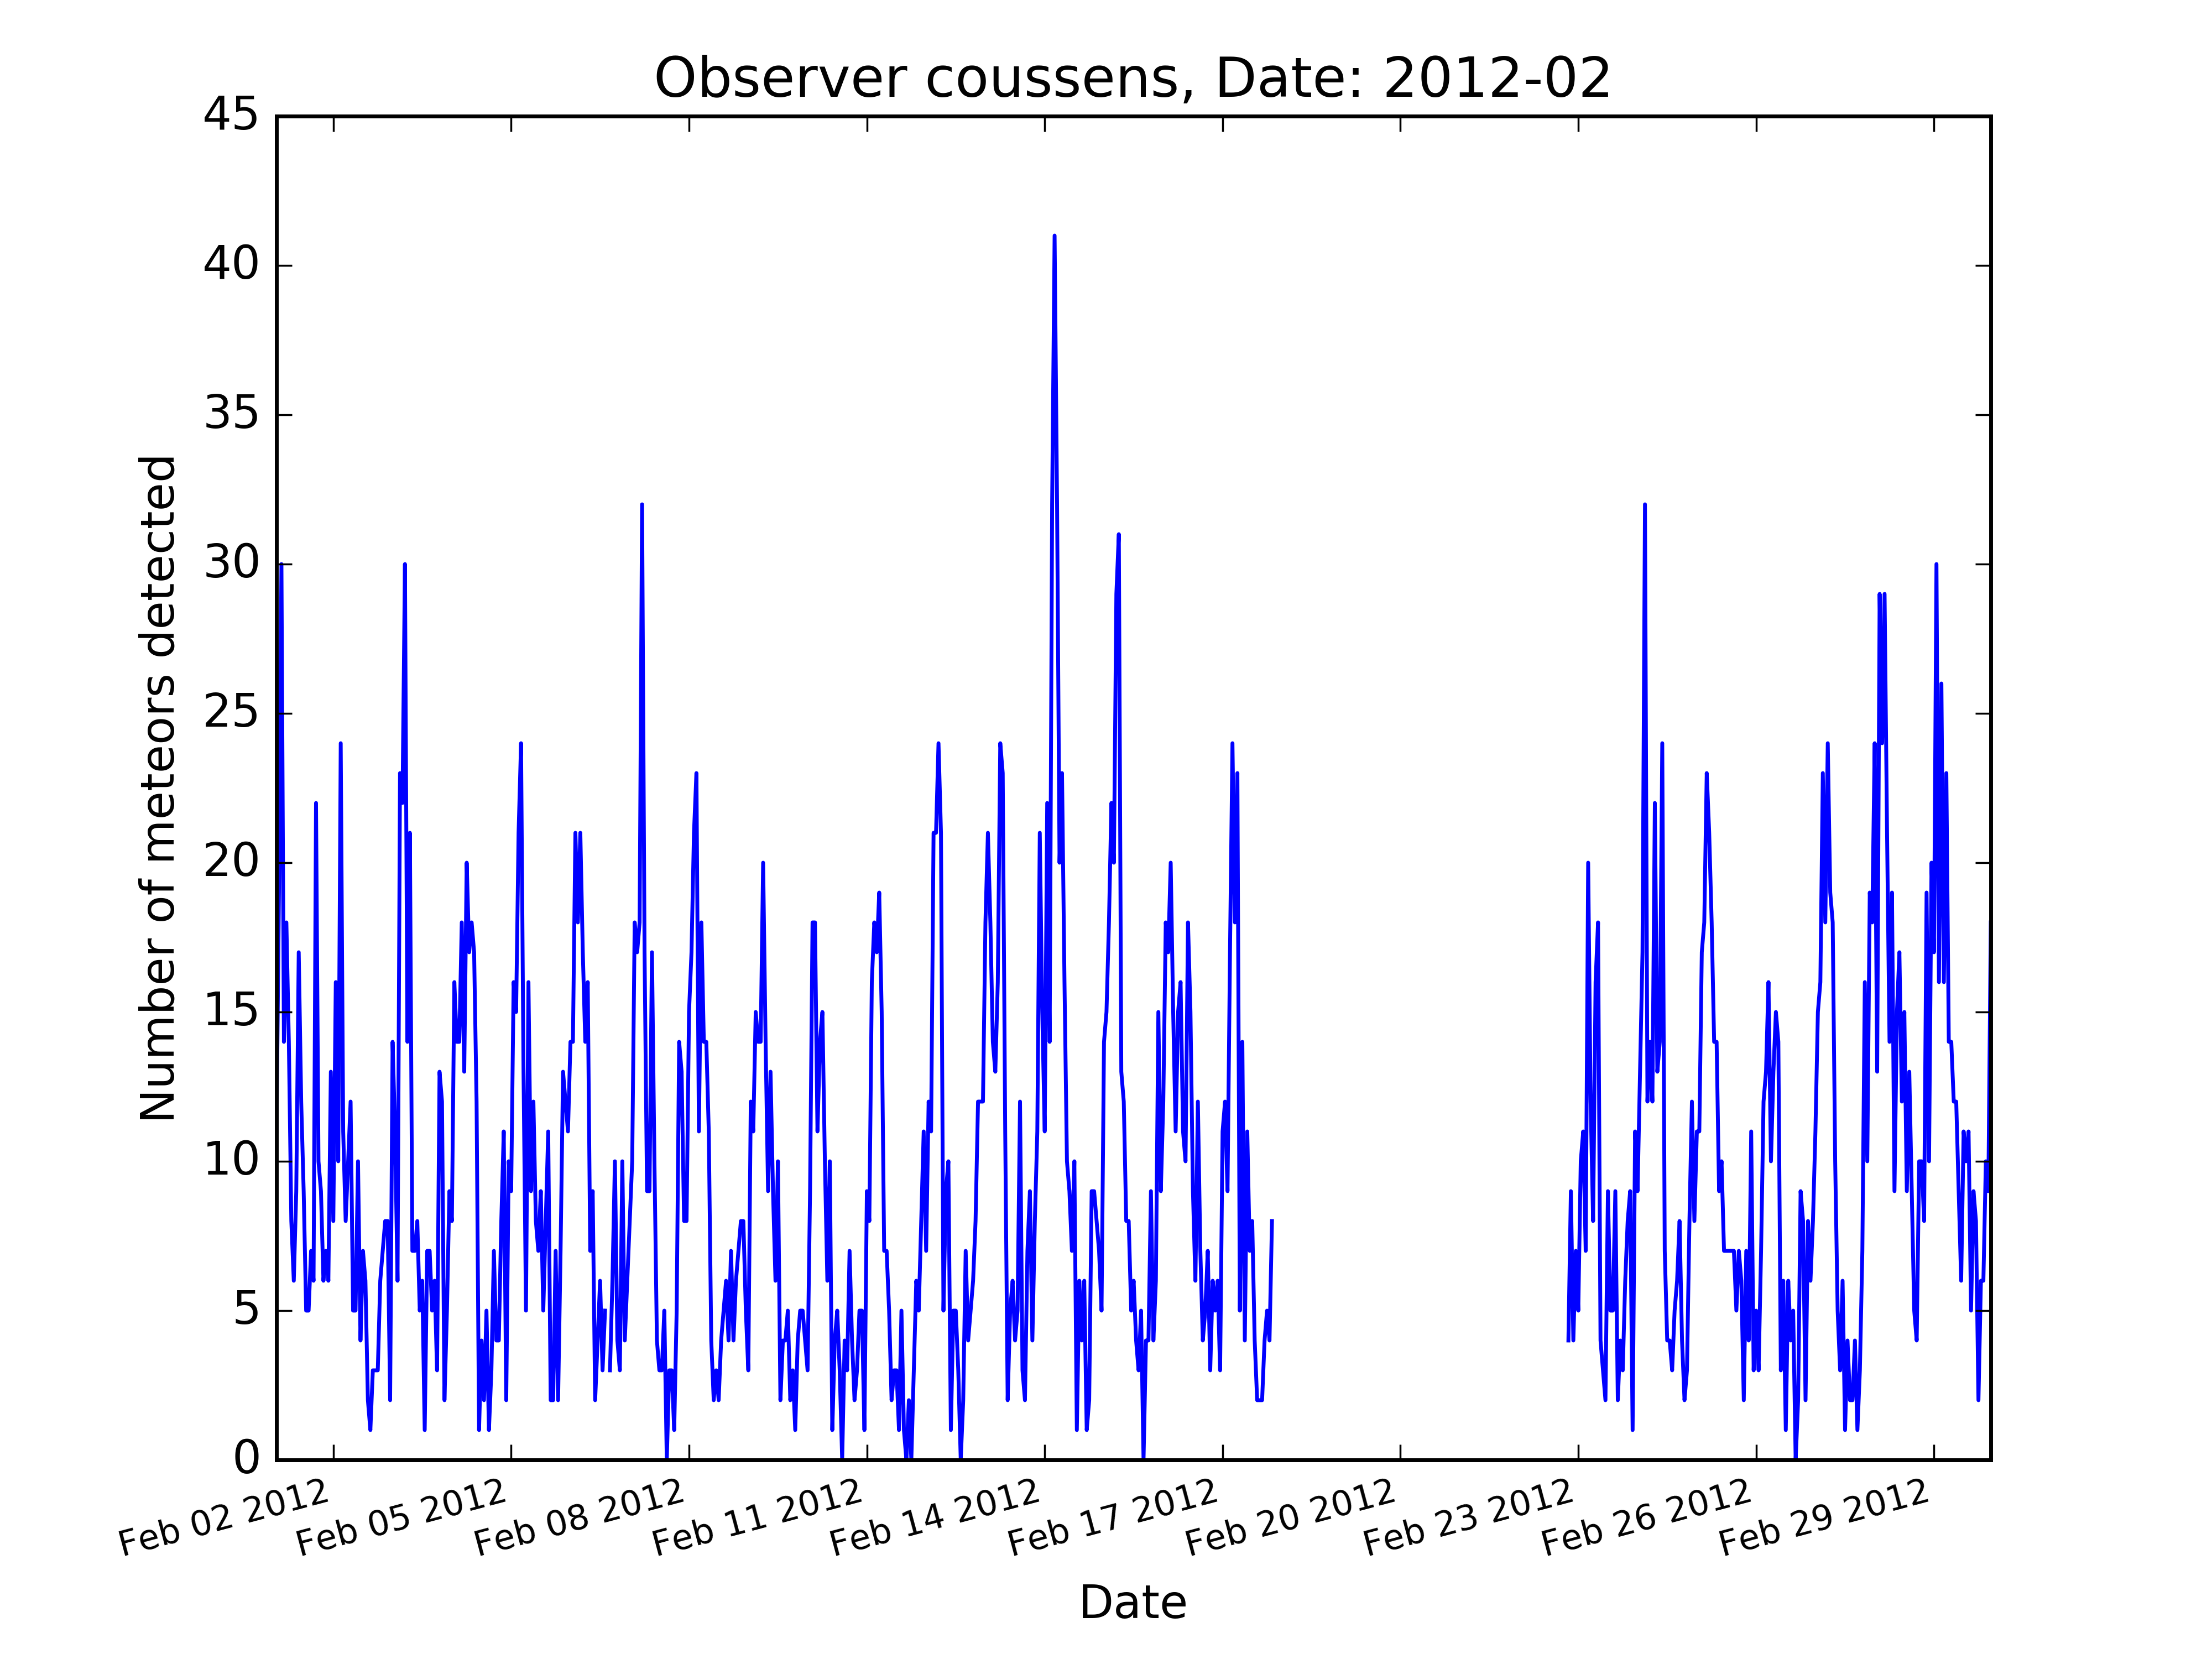 Observer coussens, Date: 2012-02
45
40
35
30
25
20
15
10
5
0
Number of meteors detected
Feb 02 2012
Feb 05 2012
Feb 08 2012
Feb 11 2012
Feb 14 2012
Feb 17 2012
Feb 20 2012
Feb 23 2012
Feb 26 2012
Feb 29 2012
Date